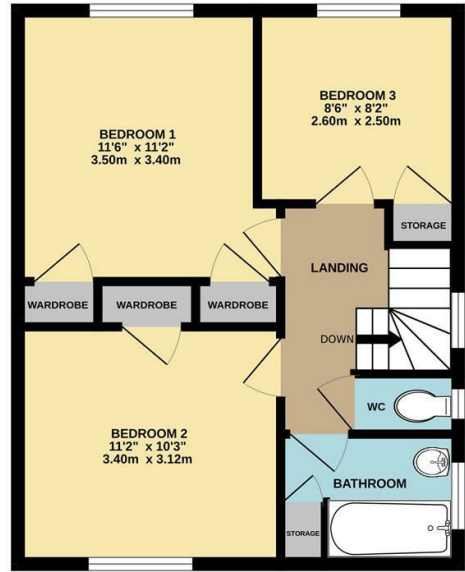 BEDROOM 1
11'6" x 11'2"
3.50m x 3.40m
BEDROOM 3
8'6" x 8'2"
2.60m x 2.50m
STORAGE
LANDING
WARDROBE
WARDROBE
WARDROBE
DOWN
WC
BEDROOM 2
11'2" x 10'3"
3.40m x 3.12m
BATHROOM
STORAGE